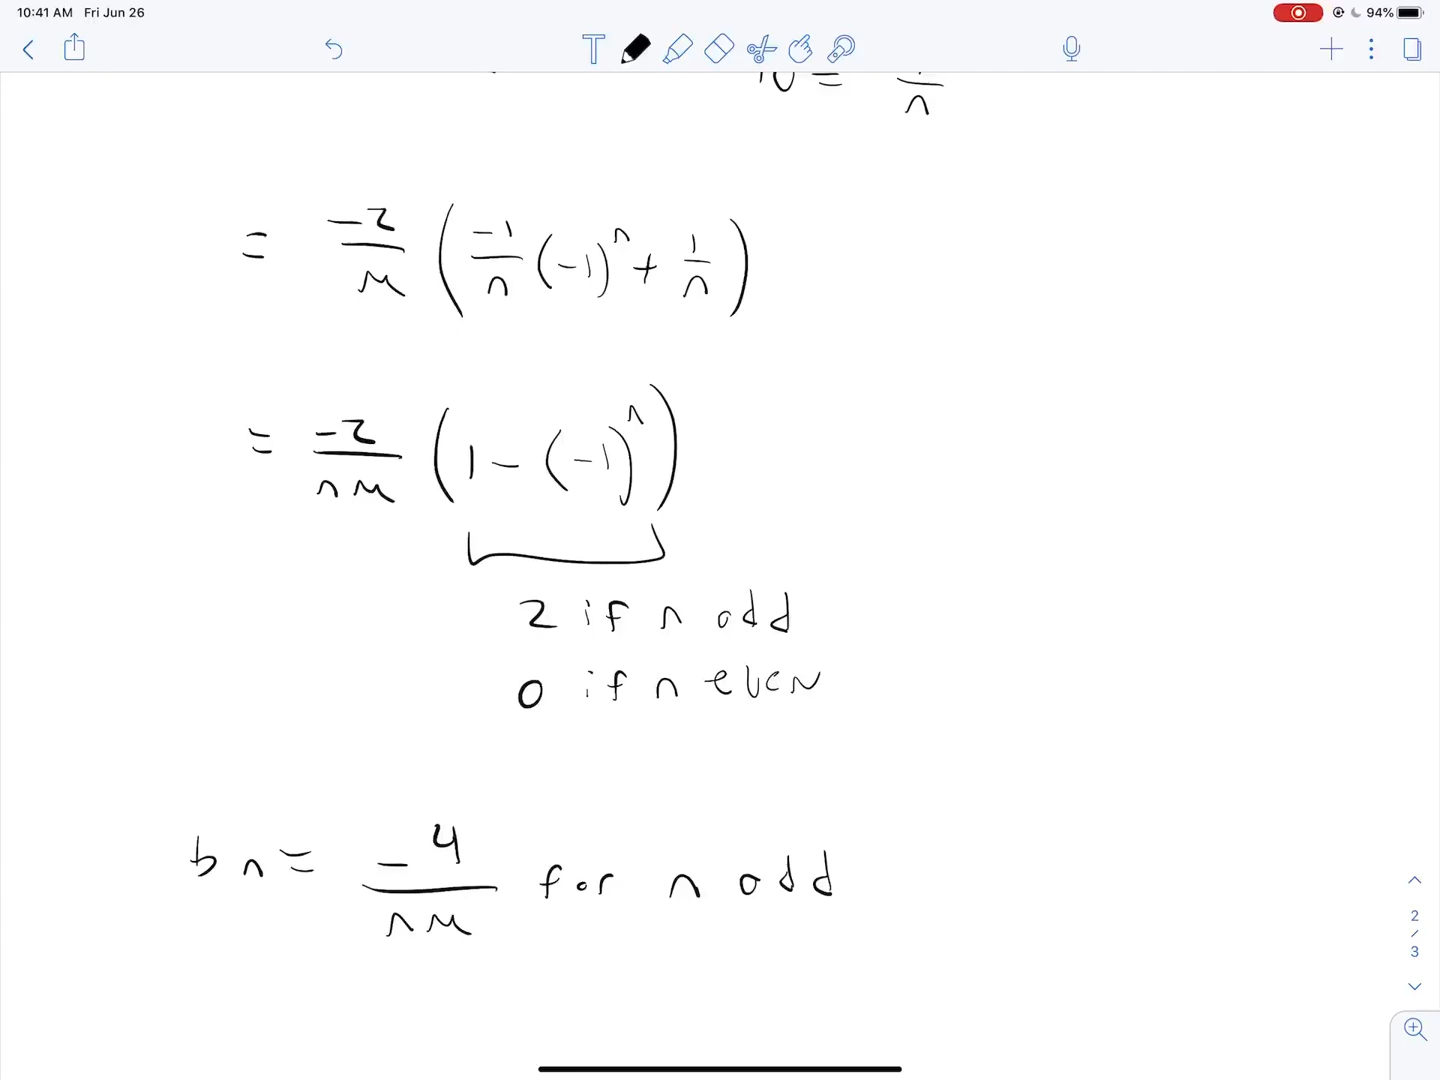 10:41 AM Fri Jun 26
94%
T
n
= -2/π (-1/n (-1)^n + 1/n)
= -2/nπ (1 - (-1)^n)
2 if n odd
0 if n even
bn = -4/nπ for n odd
2
/
3